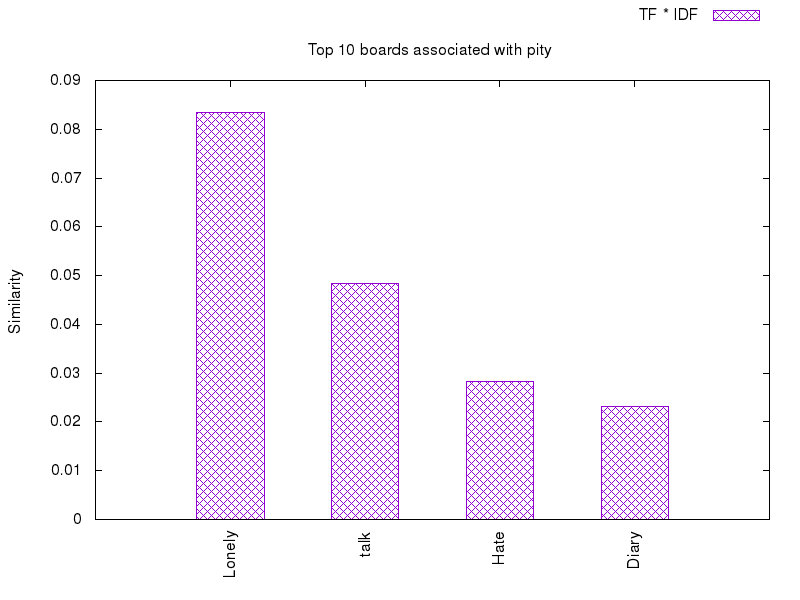 TF * IDF
Top 10 boards associated with pity
0.09
0.08
0.07
0.06
0.05
0.04
0.03
0.02
0.01
0
Similarity
Lonely
talk
Hate
Diary